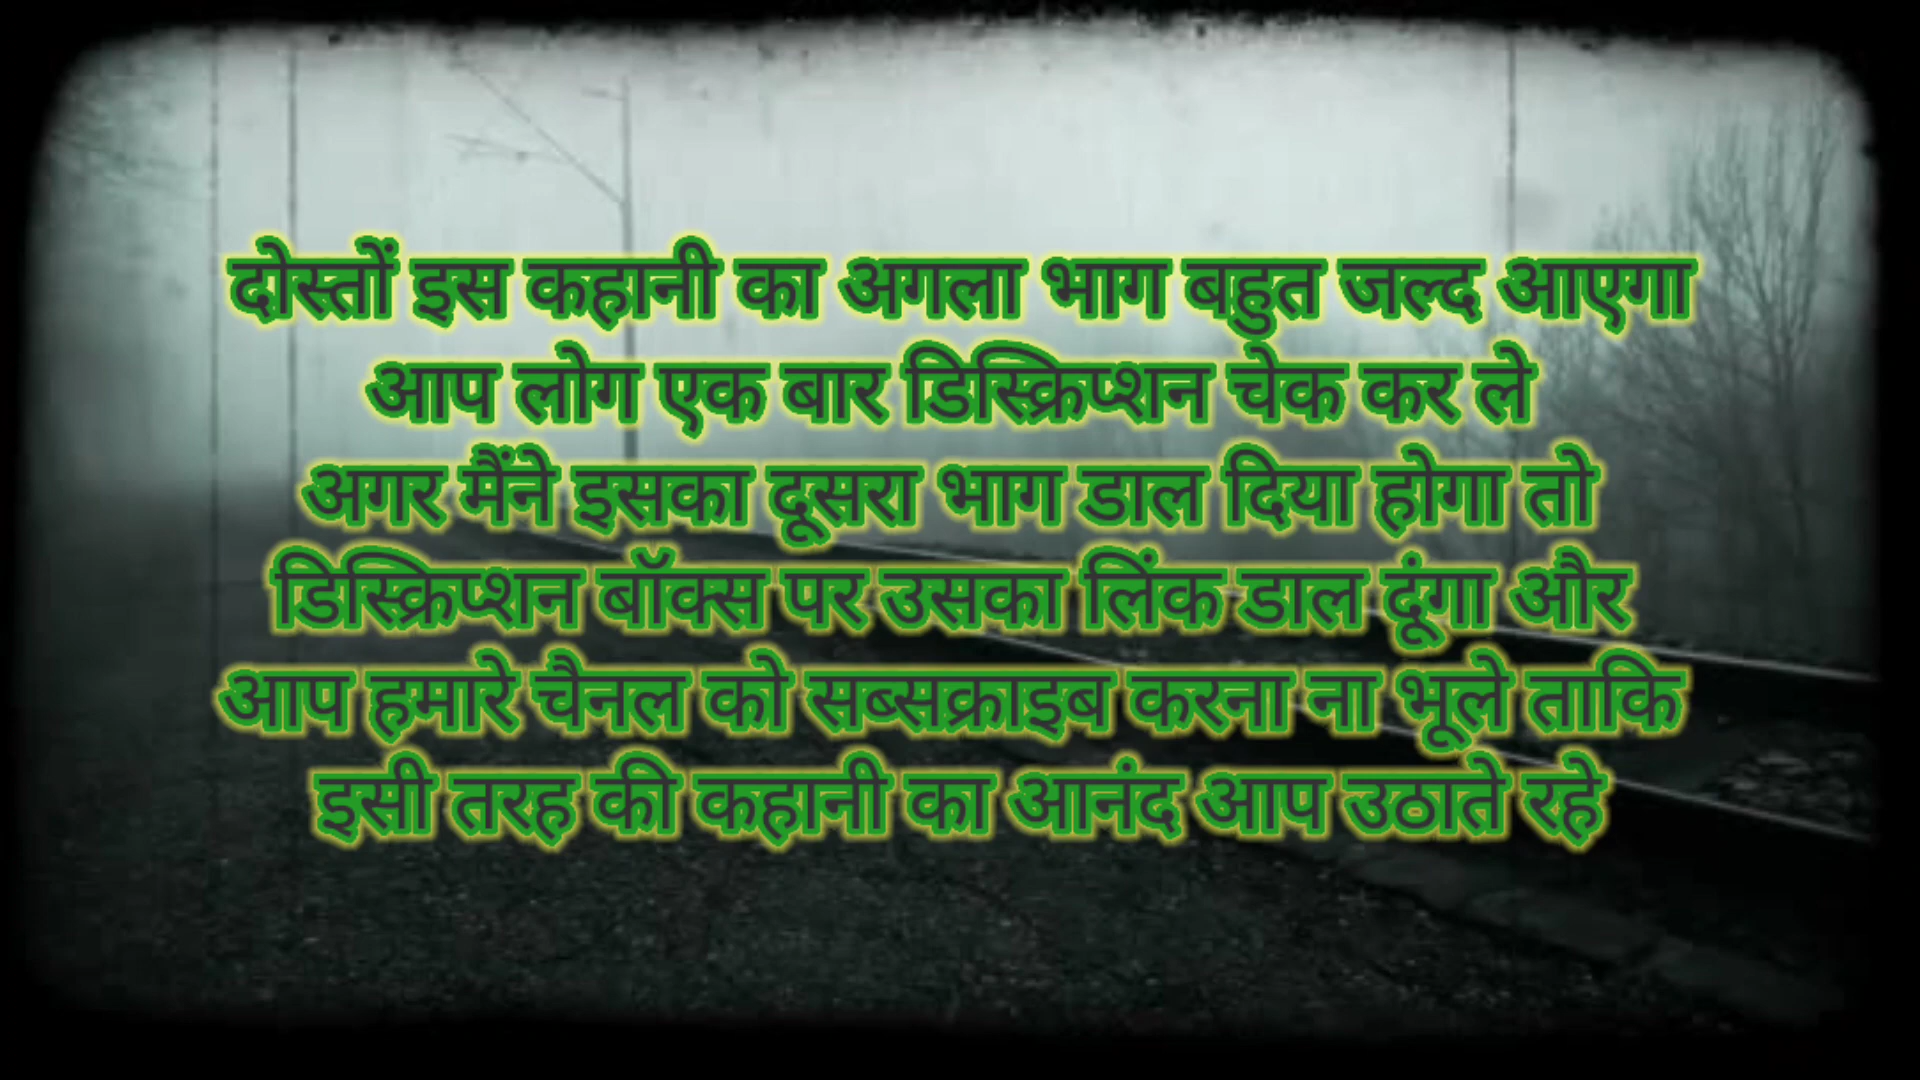 दोस्तों इस कहानी का अगला भाग बहुत जल्द आएगा
आप लोग एक बार डिस्क्रिप्शन चेक कर ले
अगर मैंने इसका दूसरा भाग डाल दिया होगा तो
डिस्क्रिप्शन बॉक्स पर उसका लिंक डाल दूंगा और
आप हमारे चैनल को सब्सक्राइब करना ना भूले ताकि
इसी तरह की कहानी का आनंद आप उठाते रहे